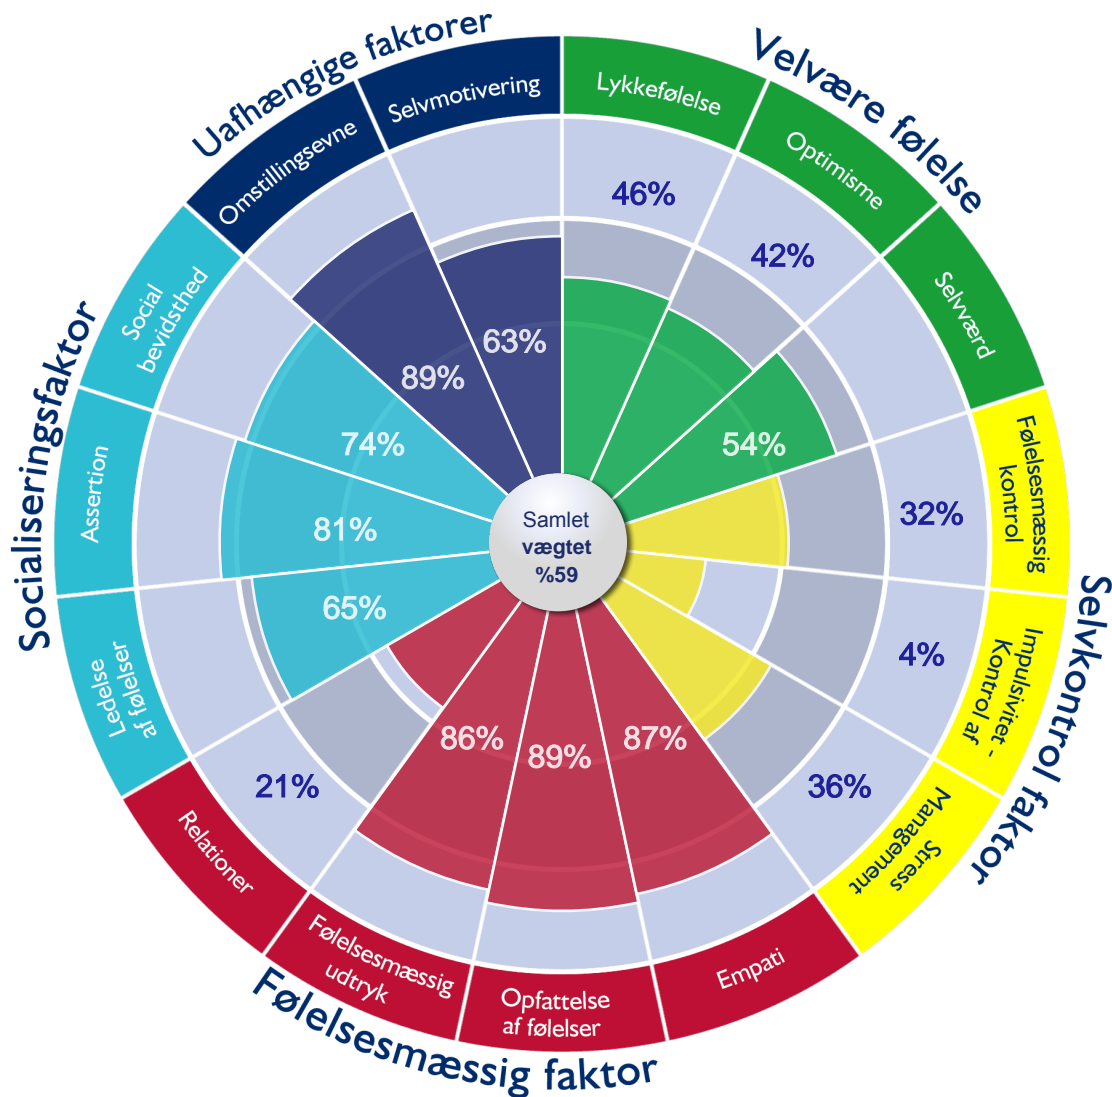 Uafhængige faktorer
Velvære følelse
Selvmotivering
Lykkefølelse
Omstillingsevne
Optimisme
46%
42%
Social
bevidsthed
Selvværd
63%
89%
74%
54%
Socialiseringsfaktor
Assertion
Følelsesmæssig
kontrol
32%
81%
Samlet
vægtet
%59
65%
4%
Ledelse
af følelser
Impulsivitet -
Kontrol af
Selvkontrol faktor
86%
89%
87%
21%
36%
Stress
Management
Relationer
Følelsesmæssig
udtryk
Opfattelse
af følelser
Empati
Følelsesmæssig faktor